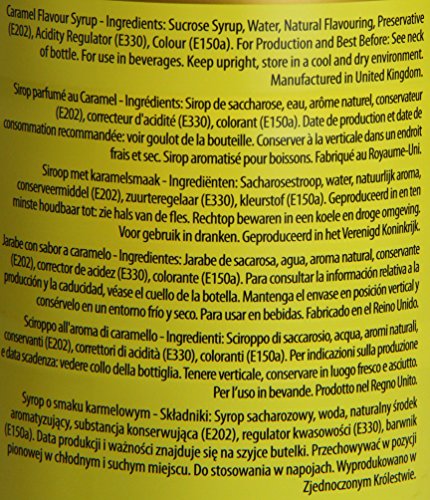 Caramel Flavour Syrup - Ingredients: Sucrose Syrup, Water, Natural Flavouring, Preservative
(E202), Acidity Regulator (E330), Colour (E150a). For Production and Best Before: See neck
of bottle. For use in beverages. Keep upright, store in a cool and dry environment.
Manufactured in United Kingdom.
Sirop parfumé au Caramel - Ingrédients: Sirop de saccharose, eau, arôme naturel, conservateur
(E202), correcteur d'acidité (E330), colorant (E150a). Date de production et date de
consommation recommandée: voir goulot de la bouteille. Conserver à la verticale dans un endroit
frais et sec. Sirop aromatisé pour boissons. Fabriqué au Royaume-Uni.
Siroop met karamelsmaak - Ingrediënten: Sacharosestroop, water, natuurlijk aroma,
conserveermiddel (E202), zuurteregelaar (E330), kleurstof (E150a). Geproduceerd in en ten
minste houdbaar tot: zie hals van de fles. Rechtop bewaren in een koele en droge omgeving.
Voor gebruik in dranken. Geproduceerd in het Verenigd Koninkrijk.
Jarabe con sabor a caramelo - Ingredientes: Jarabe de sacarosa, agua, aroma natural, conservante
(E202), corrector de acidez (E330), colorante (E150a). Para consultar la información relativa a la
producción y la caducidad, véase el cuello de la botella. Mantenga el envase en posición vertical y
consérvelo en un entorno frío y seco. Para usar en bebidas. Fabricado en el Reino Unido.
Sciroppo all'aroma di caramello - Ingredienti: Sciroppo di saccarosio, acqua, aromi naturali,
conservanti (E202), correttori di acidità (E330), coloranti (E150a). Per indicazioni sulla produzione
e data scadenza: vedere collo della bottiglia. Tenere verticale, conservare in luogo fresco e asciutto.
Per l'uso in bevande. Prodotto nel Regno Unito.
Syrop o smaku karmelowym - Składniki: Syrop sacharozowy, woda, naturalny środek
aromatyzujący, substancja konserwująca (E202), regulator kwasowości (E330), barwnik
(E150a). Data produkcji i ważności znajduje się na szyjce butelki. Przechowywać w pozycji
pionowej w chłodnym i suchym miejscu. Do stosowania w napojach. Wyprodukowano w
Zjednoczonym Królestwie.